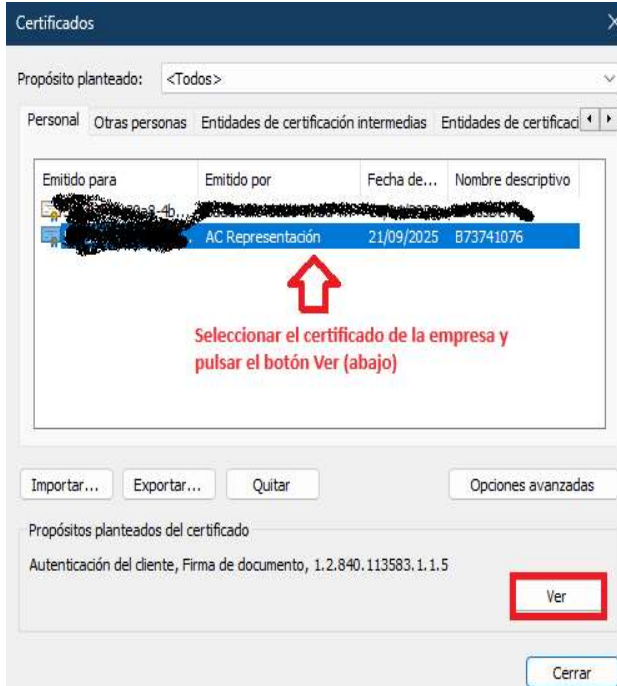 Certificados
Propósito planteado: <Todos>
Personal Otras personas Entidades de certificación intermedias Entidades de certificaci
Emitido para Emitido por Fecha de... Nombre descriptivo
AC Representación 21/09/2025 B73741076
Seleccionar el certificado de la empresa y
pulsar el botón Ver (abajo)
Importar... Exportar... Quitar Opciones avanzadas
Propósitos planteados del certificado
Autenticación del cliente, Firma de documento, 1.2.840.113583.1.1.5
Ver
Cerrar